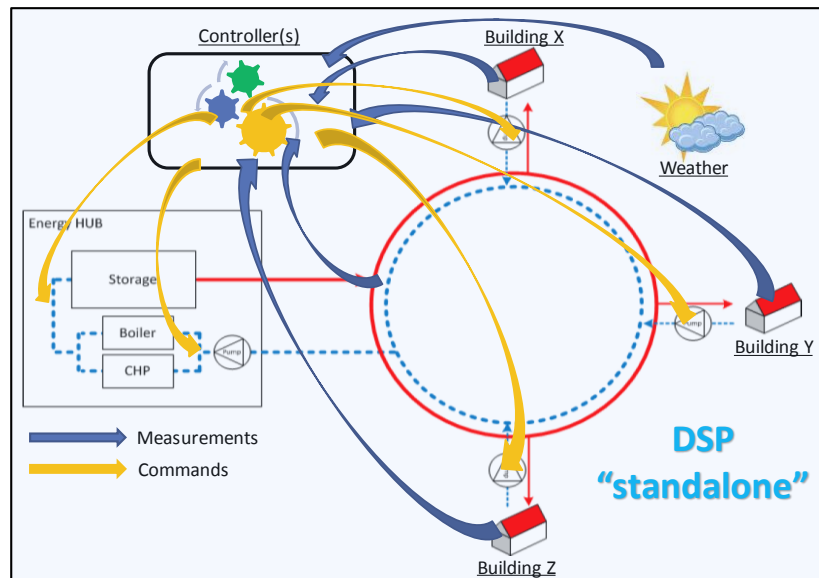 Controller(s)
Building X
Weather
Energy HUB
Storage
Boiler
CHP
Pump
Pump
Building Y
Measurements
Commands
DSP
“standalone”
Building Z